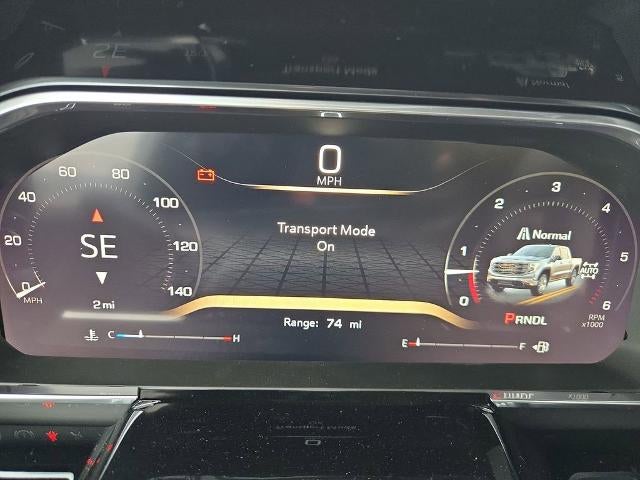 0
MPH
Transport Mode
On
0 20 40 60 80 100 120 140
MPH
SE
2 mi
Range: 74 mi
C H
E F
0 1 2 3 4 5 6
Normal
AUTO
PRNDL
RPM
x1000